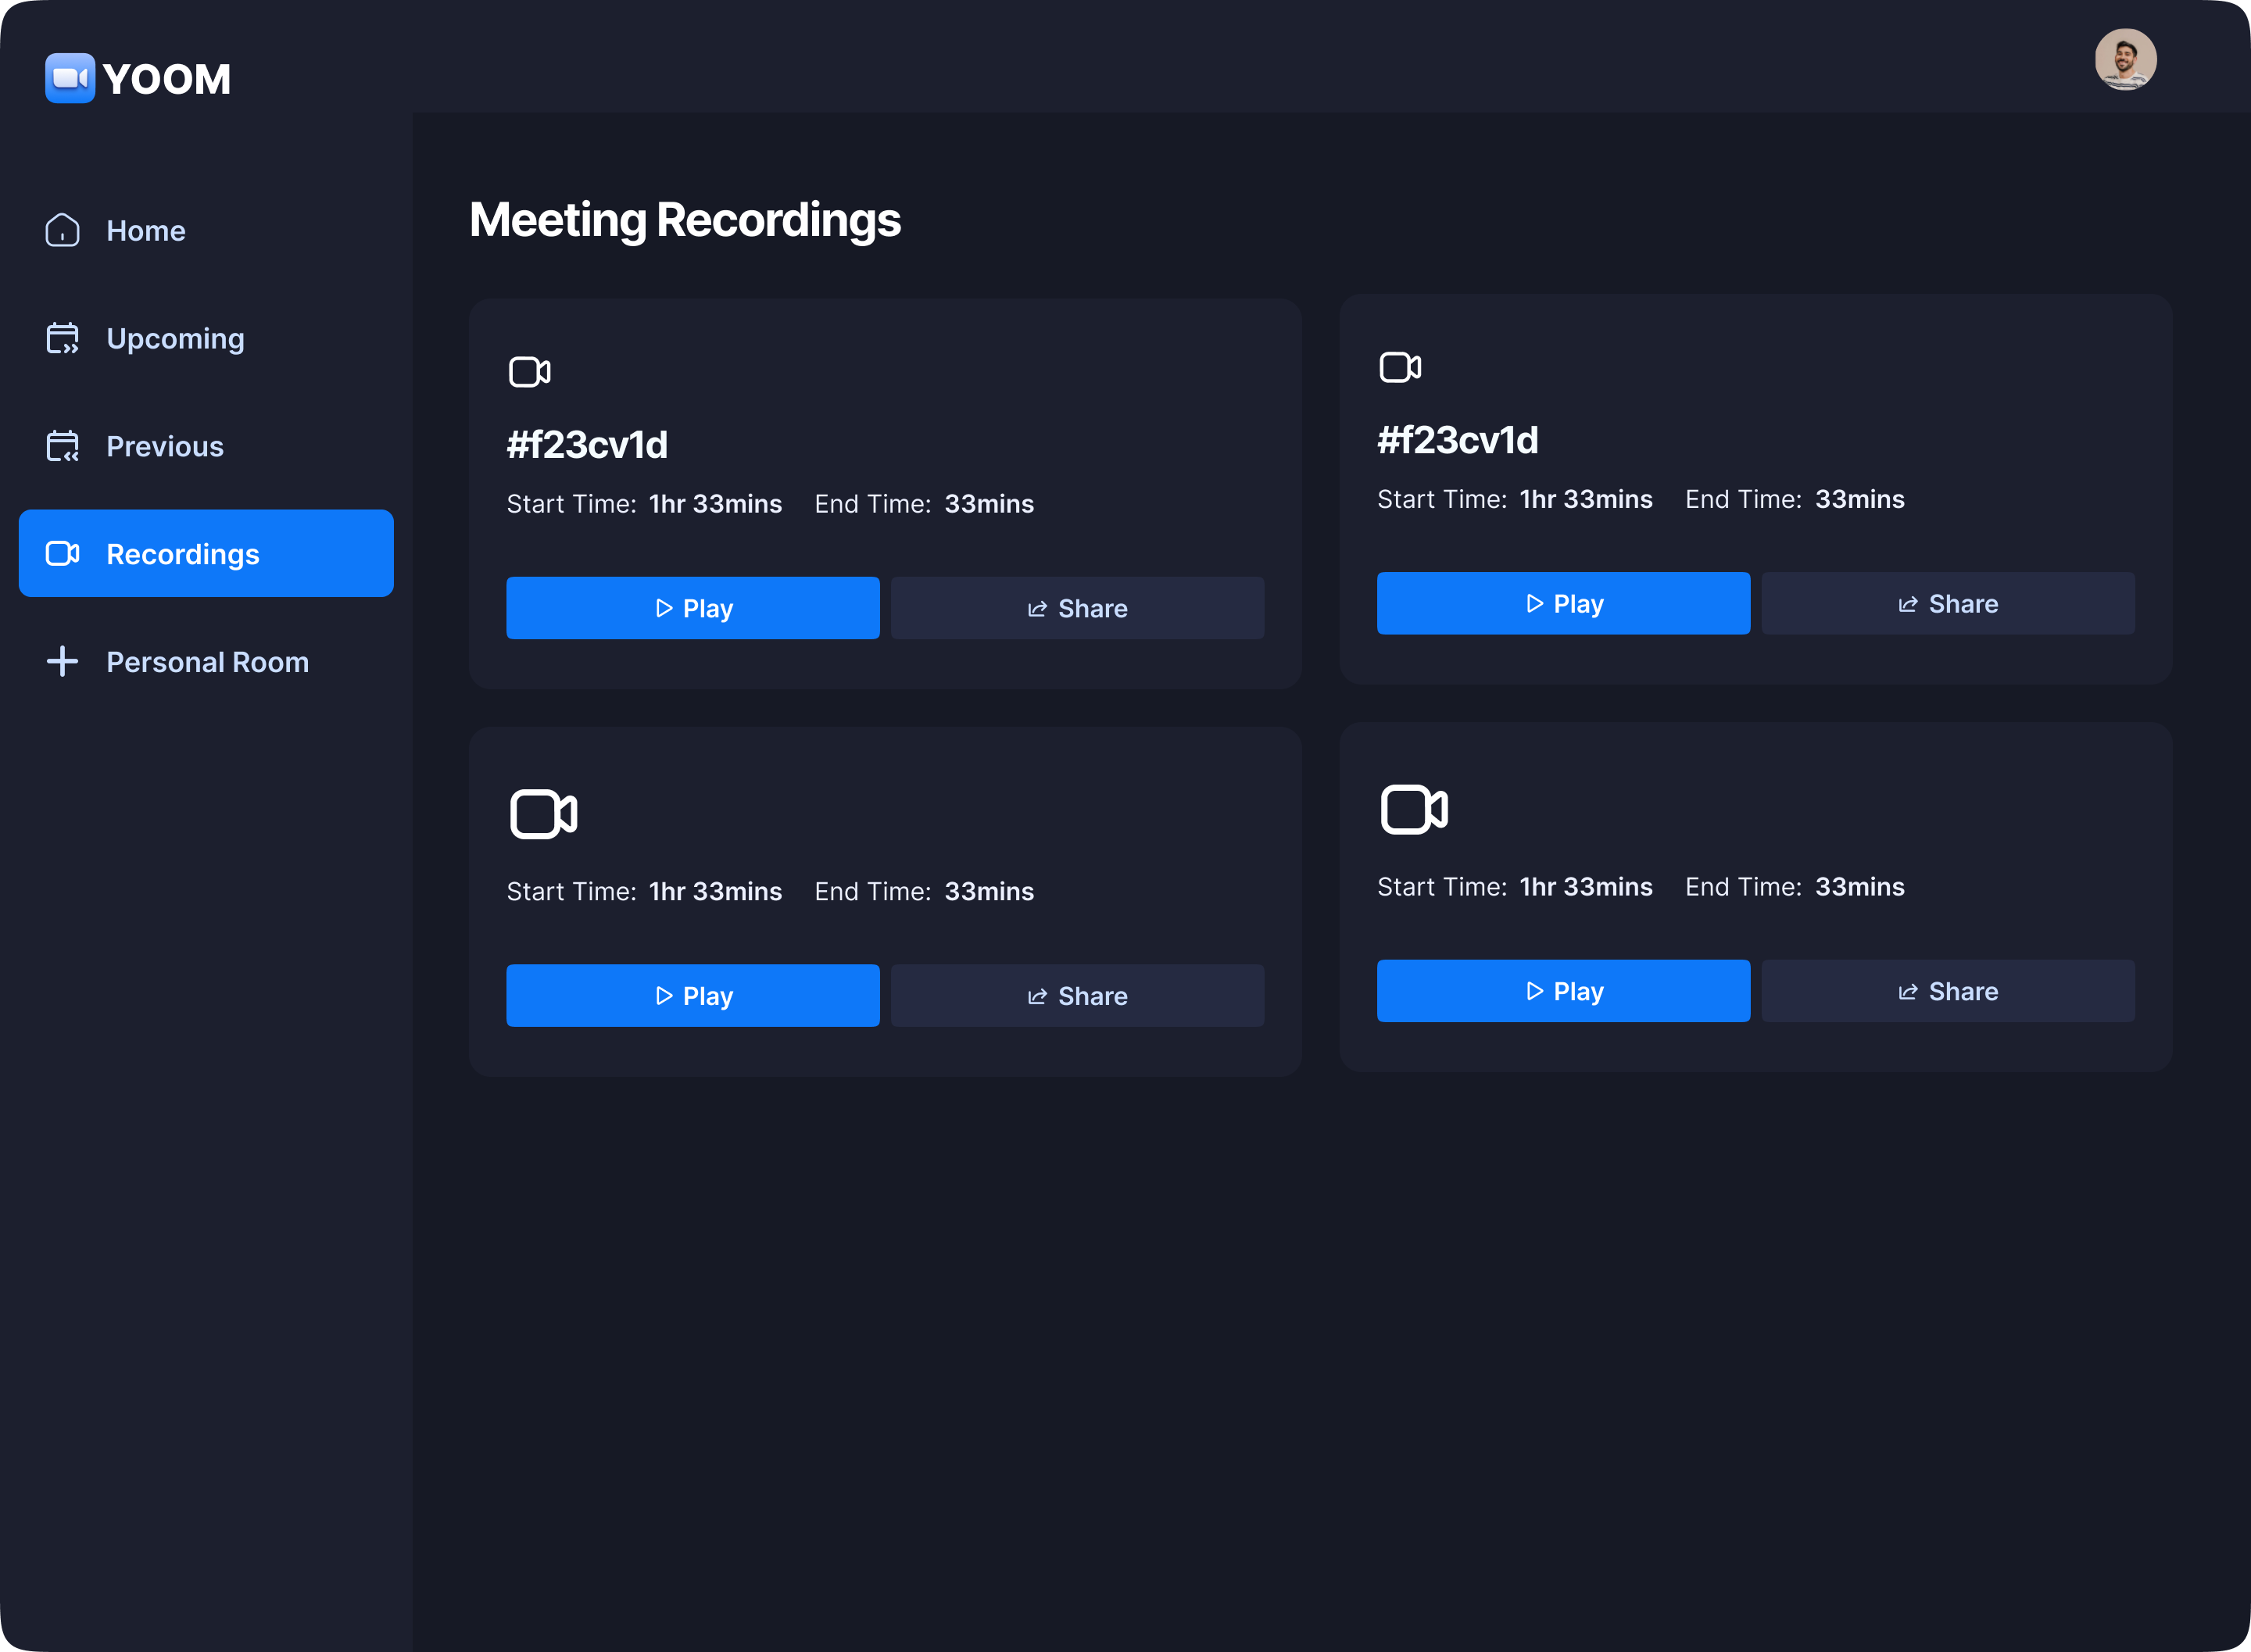 YOOM
Home
Upcoming
Previous
Recordings
Personal Room
Meeting Recordings
#f23cv1d
Start Time: 1hr 33mins End Time: 33mins
Play Share
#f23cv1d
Start Time: 1hr 33mins End Time: 33mins
Play Share
Start Time: 1hr 33mins End Time: 33mins
Play Share
Start Time: 1hr 33mins End Time: 33mins
Play Share